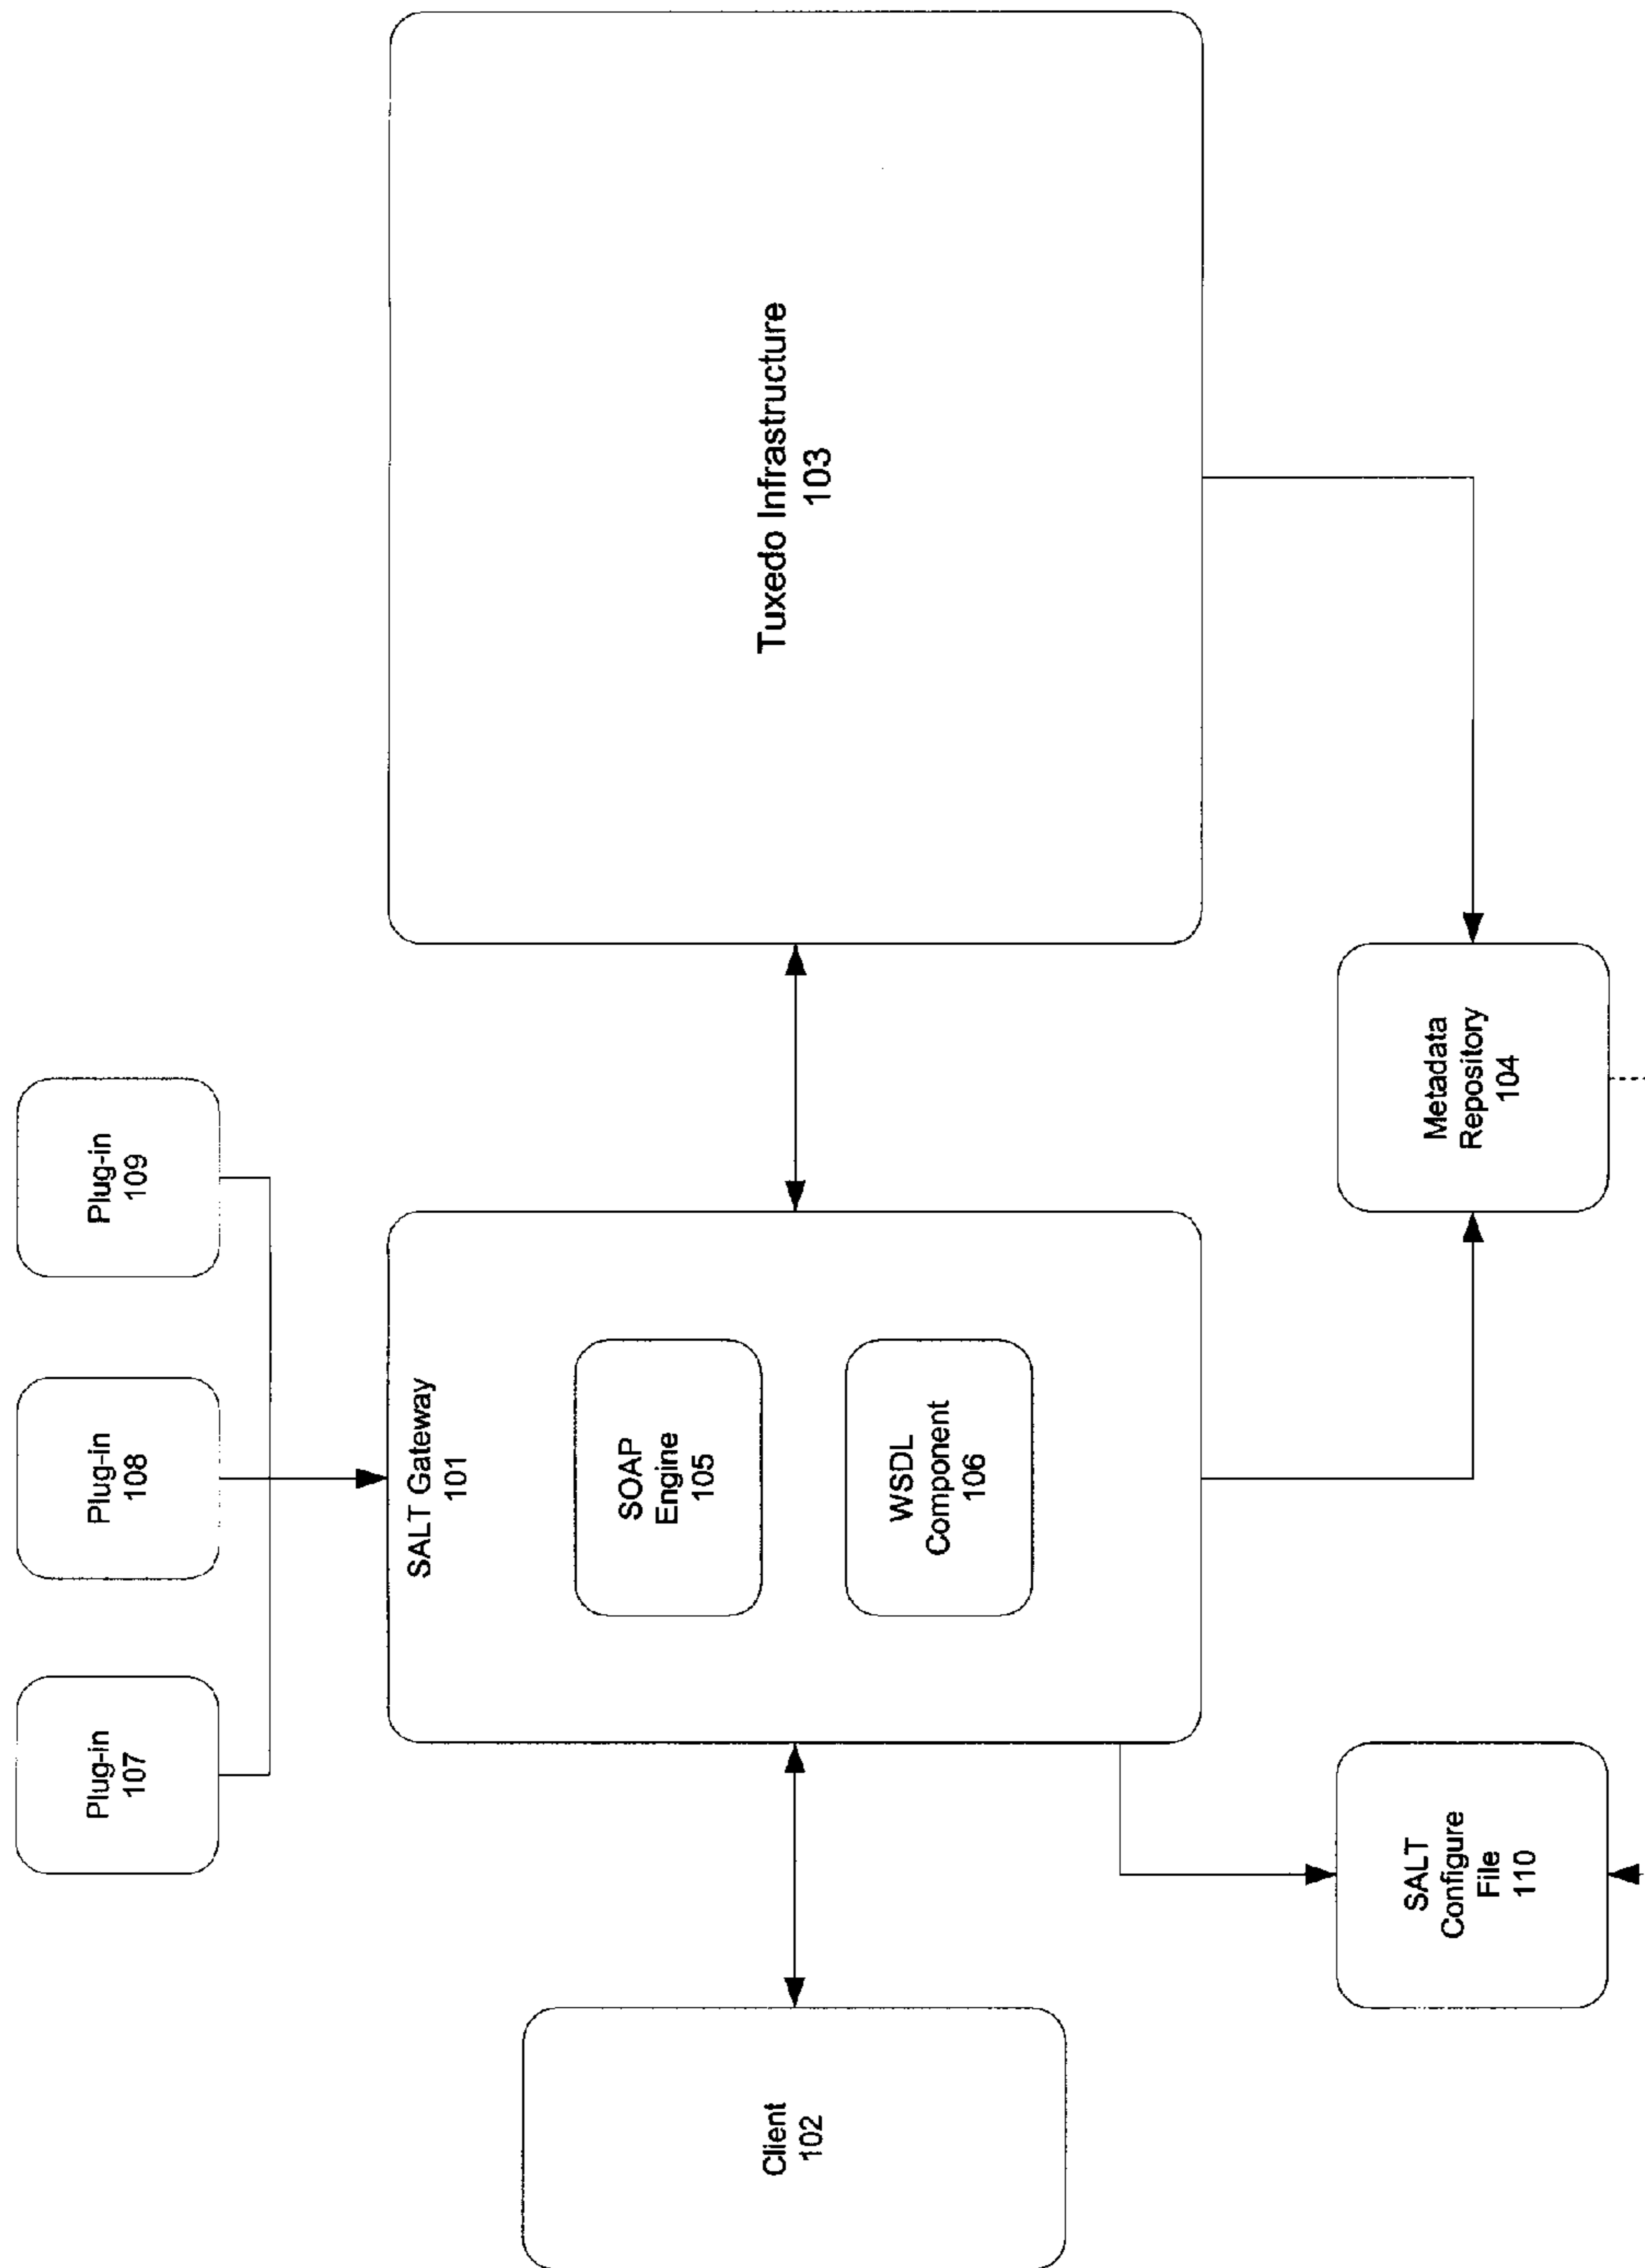 Plug-in
107
Plug-in
108
Plug-in
109
SALT Gateway
101
SOAP
Engine
105
WSDL
Component
106
Client
102
Tuxedo Infrastructure
103
SALT
Configure
File
110
Metadata
Repository
104